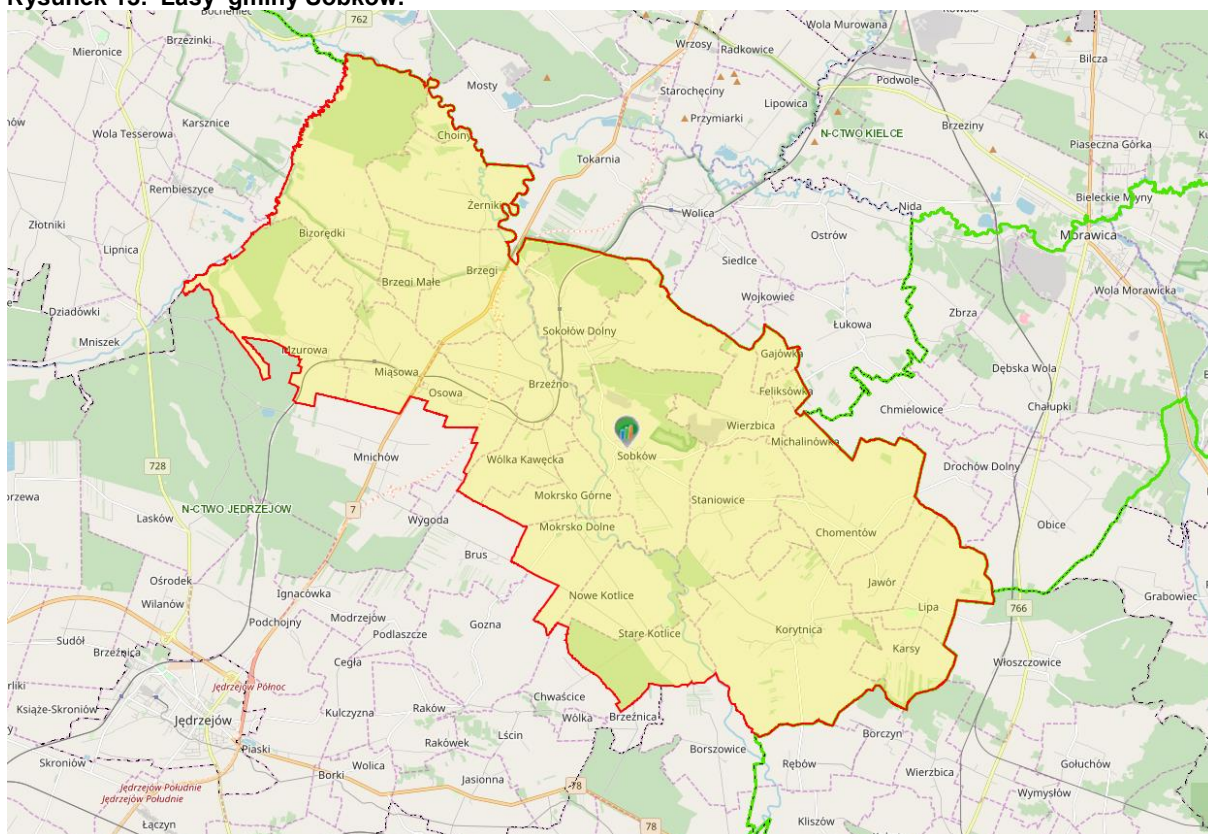 Rysunek 13. Lasy gminy Sobków.
Bocheniec
762
Mieronice
Brzezinki
Mosty
Wrzosy
Radkowice
Wola Murowana
Bilcza
Starochęciny
Podwole
Karsznice
Wola Tesserowa
Choiny
Przymiarki
Lipowica
N-CTWO KIELCE
Brzeziny
Piaseczna Górka
Tokarnia
Rembieszyce
Żerniki
Wolica
Nida
Bieleckie Młyny
Złotniki
Bizorędki
Ostrów
Morawica
Lipnica
Siedlce
Brzegi
Brzegi Małe
Wojkowiec
Wola Morawicka
Dziadówki
Zbrza
Mniszek
Sokołów Dolny
Łukowa
Mzurowa
Gajówka
Miąsowa
Dębska Wola
Osowa
Brzeźno
Feliksówka
Chmielowice
Chałupki
Wierzbica
Michalinówka
Mnichów
Wólka Kawęcka
Sobków
728
Drochów Dolny
Mokrsko Górne
Staniowice
N-CTWO JĘDRZEJÓW
7
Lasków
Wygoda
Mokrsko Dolne
Chomentów
Obice
Brus
Ośrodek
Jawór
Ignacówka
Nowe Kotlice
Grabowiec
Wilanów
Podchojny
Modrzejów
Gozna
Lipa
766
Podlaszcze
Stare Kotlice
Korytnica
Sudół
Brzeźnica
Cegła
Karsy
Włoszczowice
Jędrzejów Północ
Chwaścice
Książe-Skroniów
Kulczyzna
Raków
Wólka
Brzeźnica
Jędrzejów
Lścin
Borczyn
Piaski
Rakówek
Borszowice
Skroniów
Wolica
Rębów
Gołuchów
Borki
Jasionna
78
Wierzbica
Jędrzejów Południe
Jędrzejów Południe
Wymysłów
Łączyn
78
Kliszów